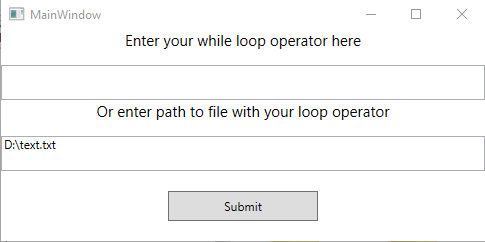 MainWindow
Enter your while loop operator here
Or enter path to file with your loop operator
D:\text.txt
Submit